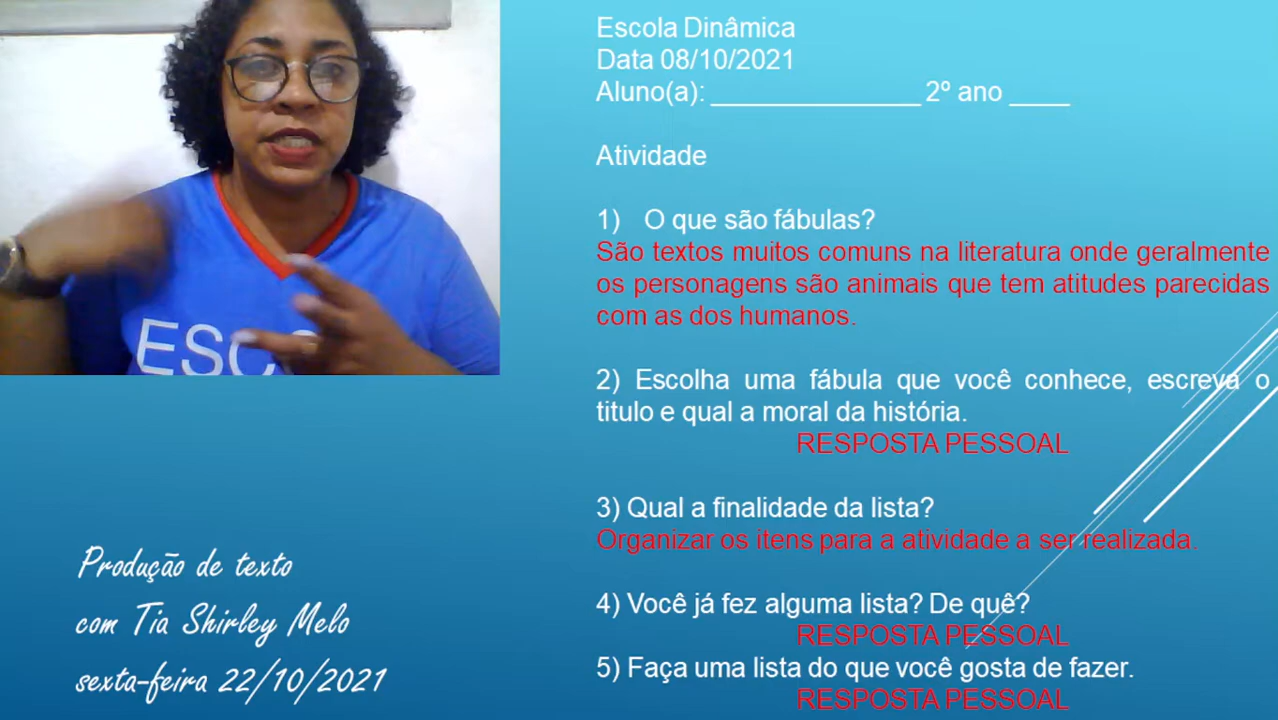 Escola Dinâmica
Data 08/10/2021
Aluno(a): _______________ 2º ano ____
Atividade
1) O que são fábulas?
São textos muitos comuns na literatura onde geralmente
os personagens são animais que tem atitudes parecidas
com as dos humanos.
2) Escolha uma fábula que você conhece, escreva o
titulo e qual a moral da história.
RESPOSTA PESSOAL
3) Qual a finalidade da lista?
Organizar os itens para a atividade a ser realizada.
4) Você já fez alguma lista? De quê?
RESPOSTA PESSOAL
5) Faça uma lista do que você gosta de fazer.
RESPOSTA PESSOAL
ESC
Produção de texto
com Tia Shirley Melo
sexta-feira 22/10/2021